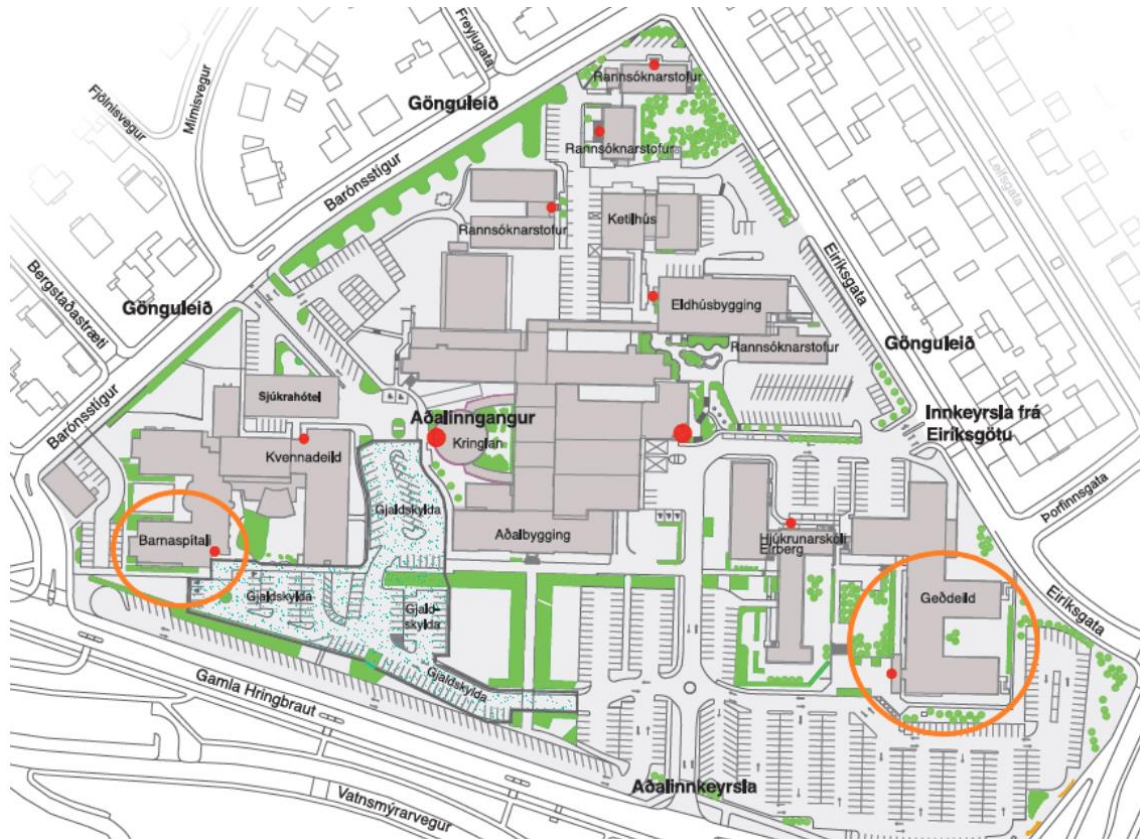 Freyjugata
Fjölnisvegur
Mímisvegur
Gönguleið
Rannsóknarstofur
Rannsóknarstofur
Barónsstígur
Leifsgata
Ketilhús
Rannsóknarstofur
Eiríksgata
Bergstaðastræti
Gönguleið
Eldhúsbygging
Gönguleið
Rannsóknarstofur
Sjúkrahótel
Innkeyrsla frá
Eiríksgötu
Barónsstígur
Aðalinngangur
Kringlan
Kvennadeild
Gjaldskylda
Þorfinnsgata
Barnaspítali
Aðalbygging
Hjúkrunarskóli
Eirberg
Gjaldskylda
Gjald-
skylda
Geðdeild
Eiríksgata
Gjaldskylda
Gamla Hringbraut
Aðalinnkeyrsla
Vatnsmýrarvegur